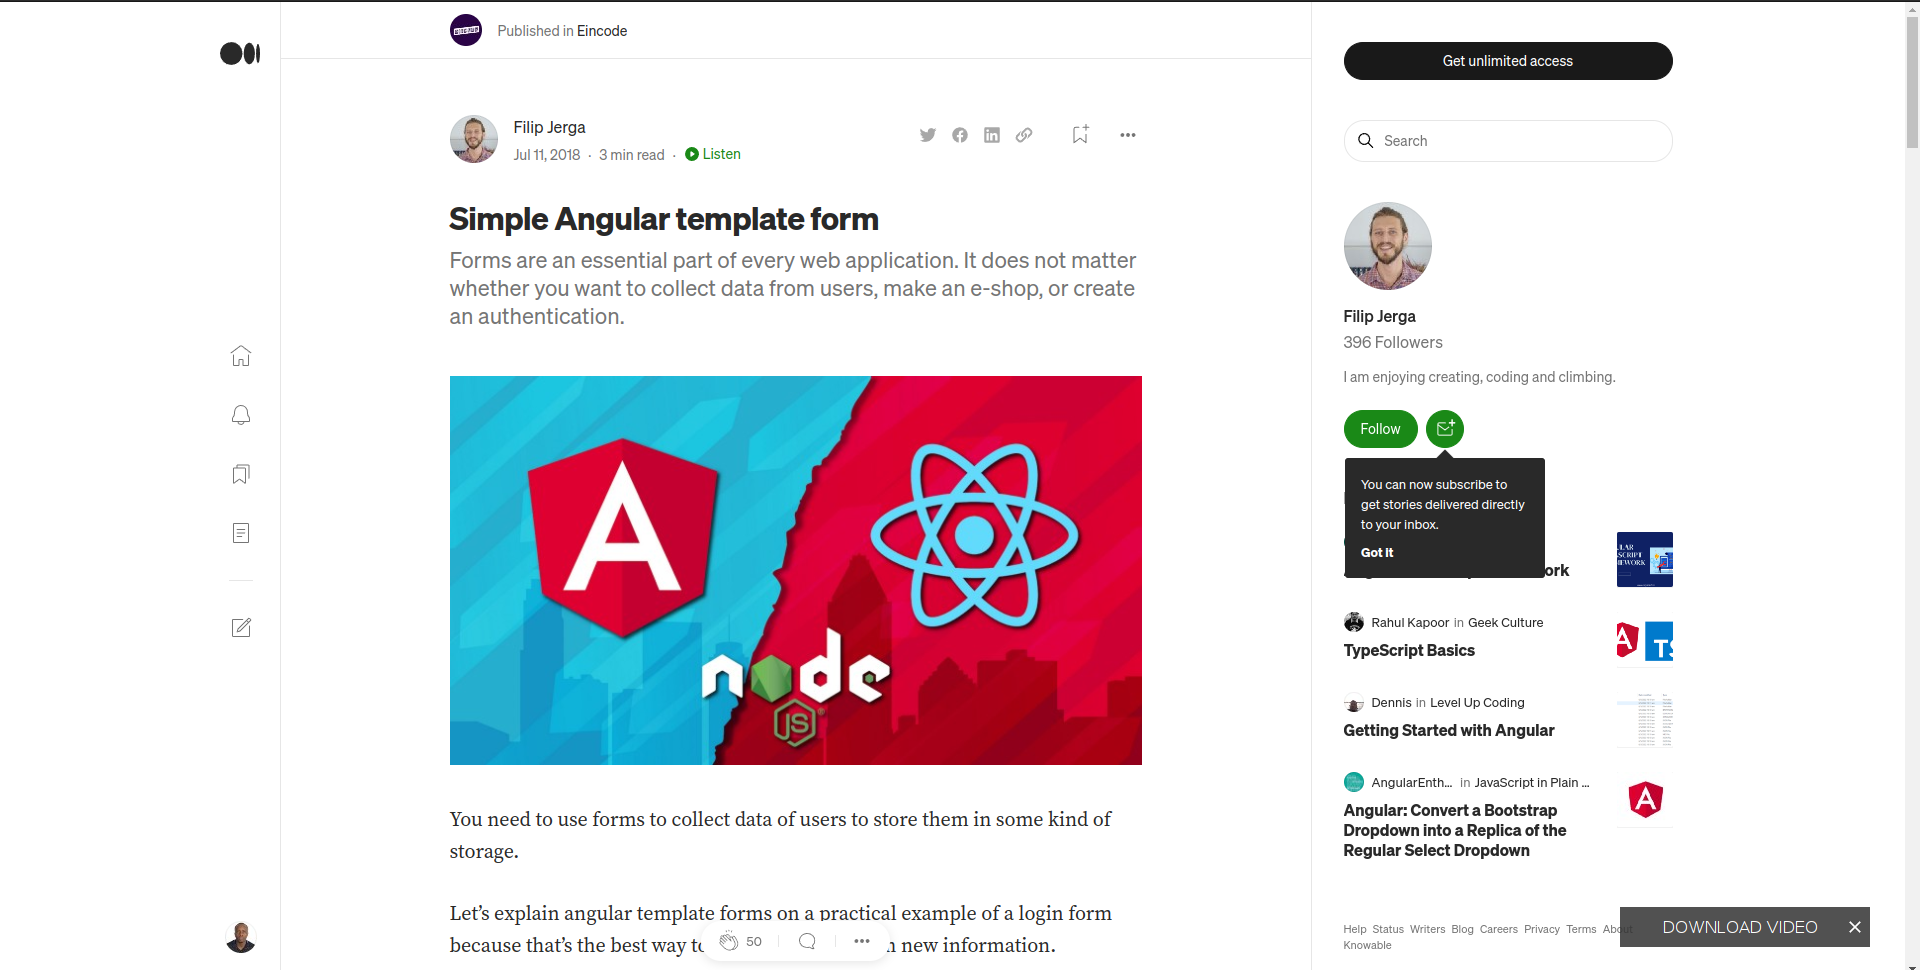 Published in Eincode
Filip Jerga
Jul 11, 2018 · 3 min read · Listen
Simple Angular template form
Forms are an essential part of every web application. It does not matter
whether you want to collect data from users, make an e-shop, or create
an authentication.
A
node
JS
You need to use forms to collect data of users to store them in some kind of
storage.
Let's explain angular template forms on a practical example of a login form
because that's the best way to
new information.
50
Get unlimited access
Search
Filip Jerga
396 Followers
I am enjoying creating, coding and climbing.
Follow
You can now subscribe to
get stories delivered directly
to your inbox.
Got it
ork
Rahul Kapoor in Geek Culture
TypeScript Basics
A TS
Dennis in Level Up Coding
Getting Started with Angular
AngularEnth... in JavaScript in Plain ...
Angular: Convert a Bootstrap
Dropdown into a Replica of the
Regular Select Dropdown
A
Help Status Writers Blog Careers Privacy Terms About
Knowable
DOWNLOAD VIDEO